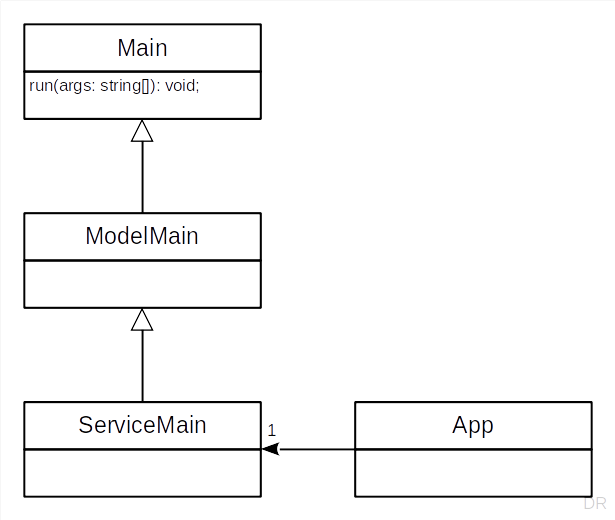 Main
run(args: string[]): void;
ModelMain
ServiceMain
1
App
DR